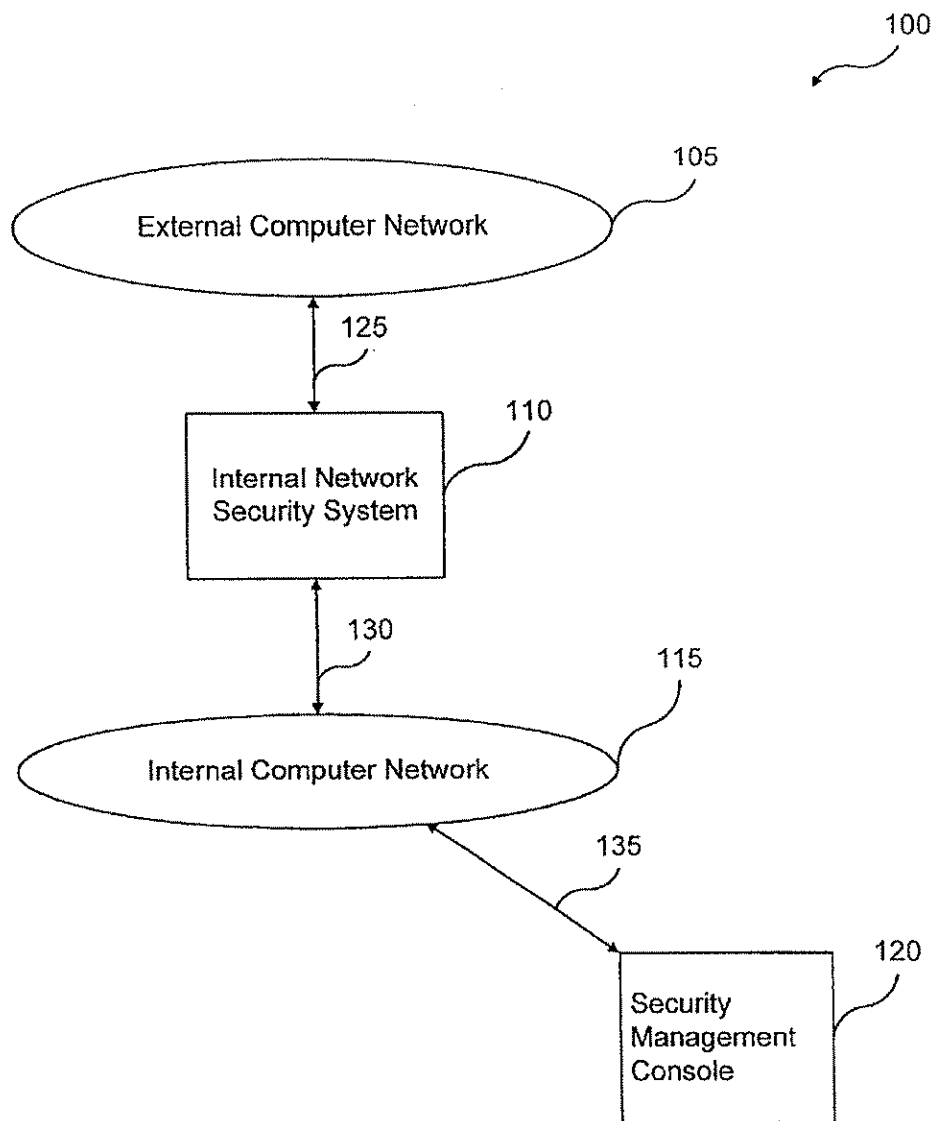 100
105
External Computer Network
125
110
Internal Network
Security System
130
115
Internal Computer Network
135
120
Security
Management
Console